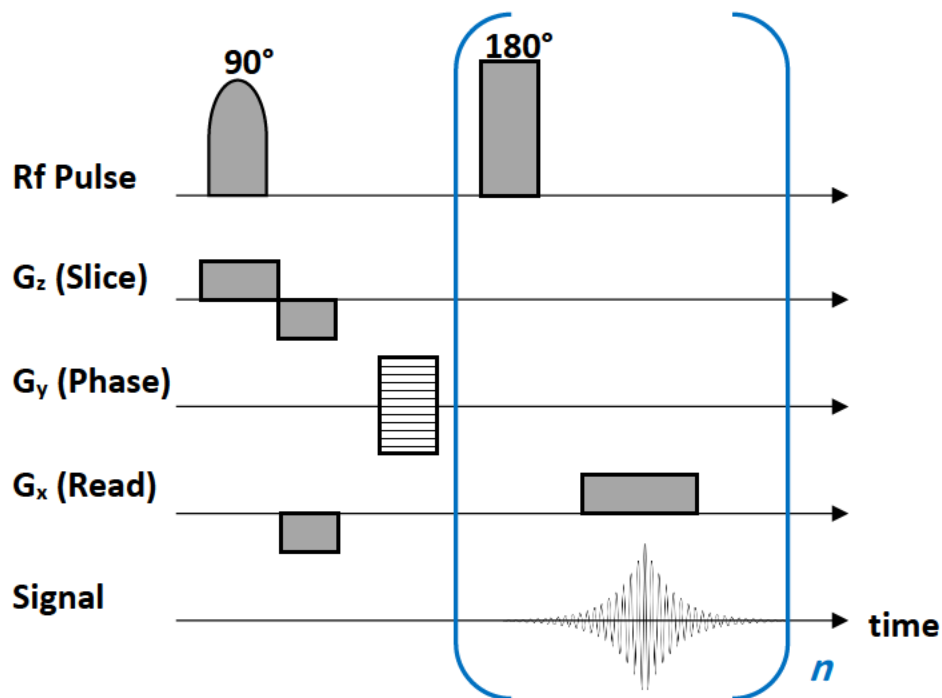 90°
180°
Rf Pulse
Gz (Slice)
Gy (Phase)
Gx (Read)
Signal
time
n